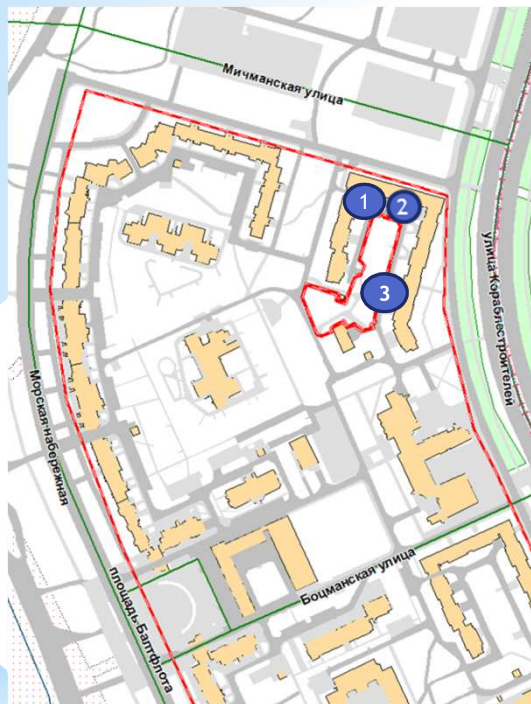 Мичманская улица
1
2
3
улица Кораблестроителей
Морская набережная
Боцманская улица
площадь Балтфлота